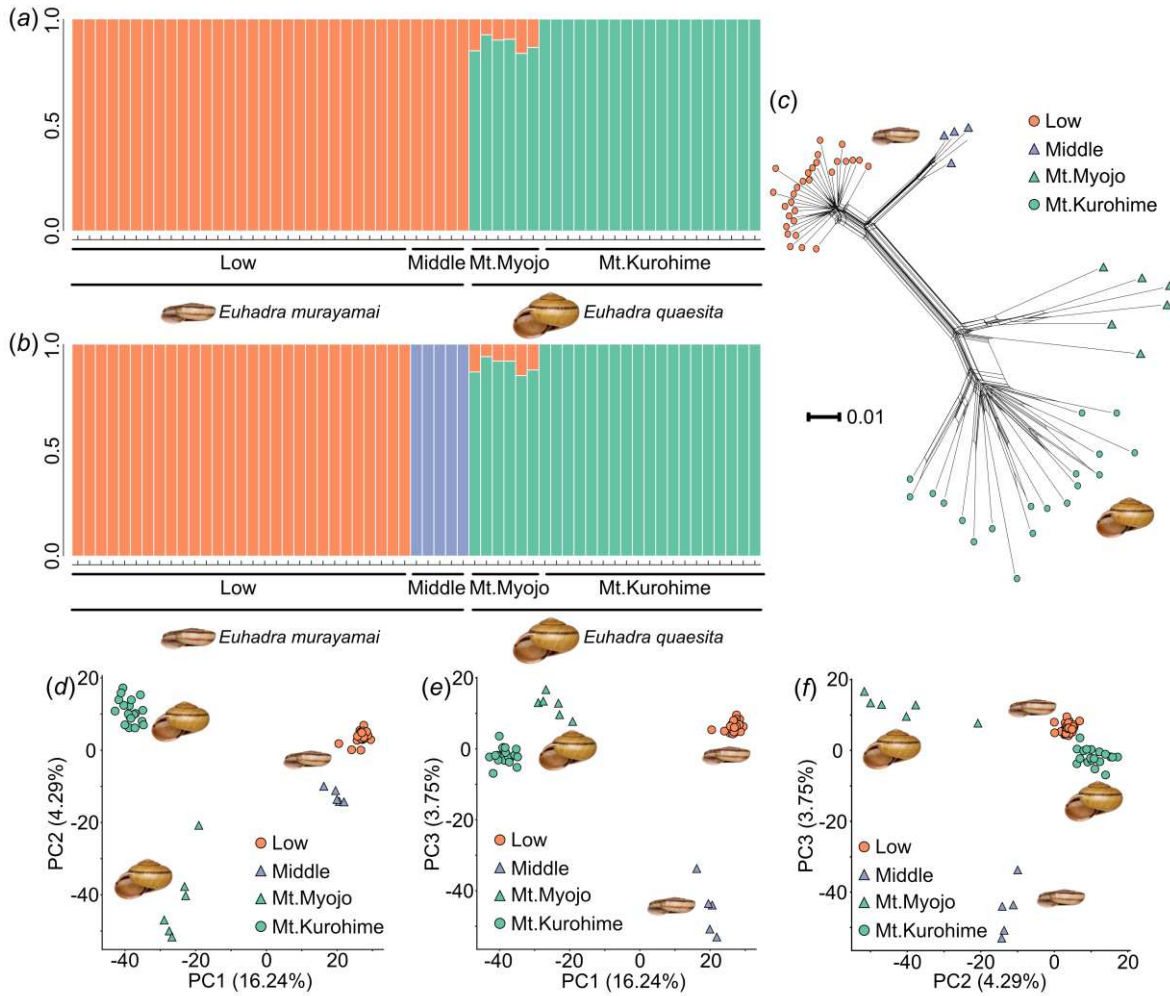 (a)
1.0
0.5
0.0
Low Middle Mt.Myojo Mt.Kurohime
Euhadra murayamai Euhadra quaesita
(b)
1.0
0.5
0.0
Low Middle Mt.Myojo Mt.Kurohime
Euhadra murayamai Euhadra quaesita
(c)
Low
Middle
Mt.Myojo
Mt.Kurohime
0.01
(d)
20
0
-20
-40
PC2 (4.29%)
Low
Middle
Mt.Myojo
Mt.Kurohime
-40 -20 0 20
PC1 (16.24%)
(e)
20
0
-20
-40
PC3 (3.75%)
Low
Middle
Mt.Myojo
Mt.Kurohime
-40 -20 0 20
PC1 (16.24%)
(f)
20
0
-20
-40
PC3 (3.75%)
Low
Middle
Mt.Myojo
Mt.Kurohime
-40 -20 0 20
PC2 (4.29%)